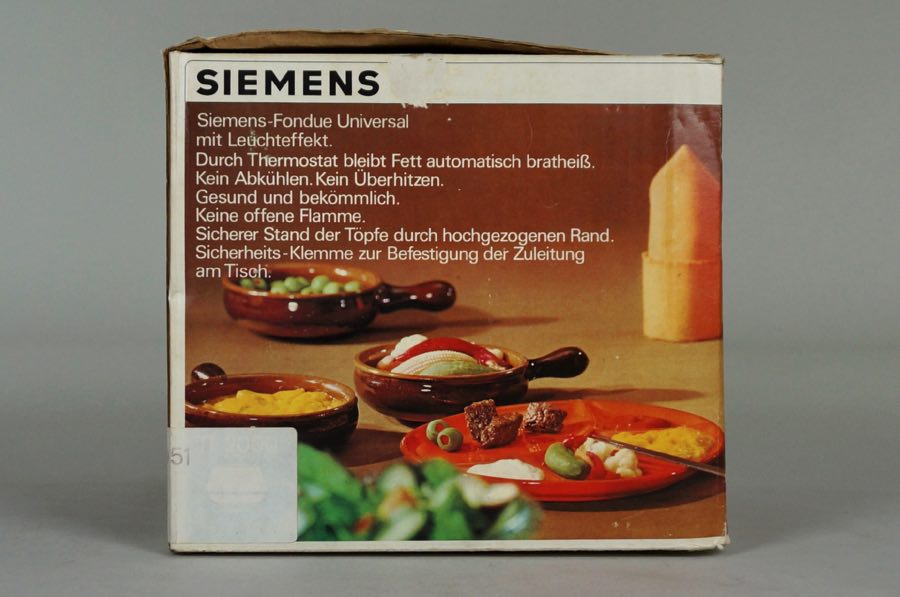 SIEMENS
Siemens-Fondue Universal
mit Leuchteffekt.
Durch Thermostat bleibt Fett automatisch bratheiß.
Kein Abkühlen. Kein Überhitzen.
Gesund und bekömmlich.
Keine offene Flamme.
Sicherer Stand der Töpfe durch hochgezogenen Rand.
Sicherheits-Klemme zur Befestigung der Zuleitung
am Tisch.
51